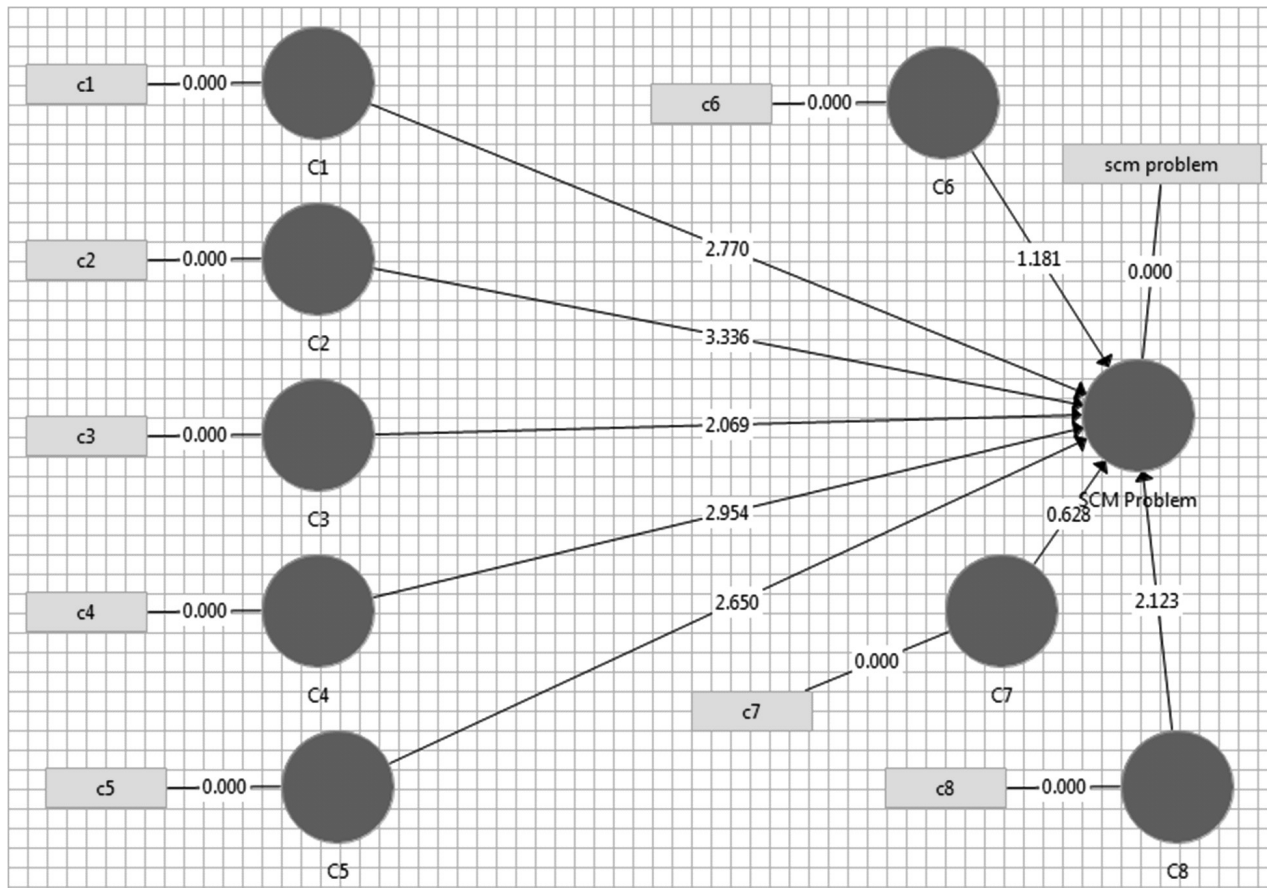 c1
0.000
C1
c6
0.000
C6
scm problem
c2
0.000
C2
2.770
1.181
0.000
3.336
c3
0.000
C3
2.069
SCM Problem
2.954
0.628
c4
0.000
C4
2.650
2.123
0.000
c7
C7
c5
0.000
C5
c8
0.000
C8